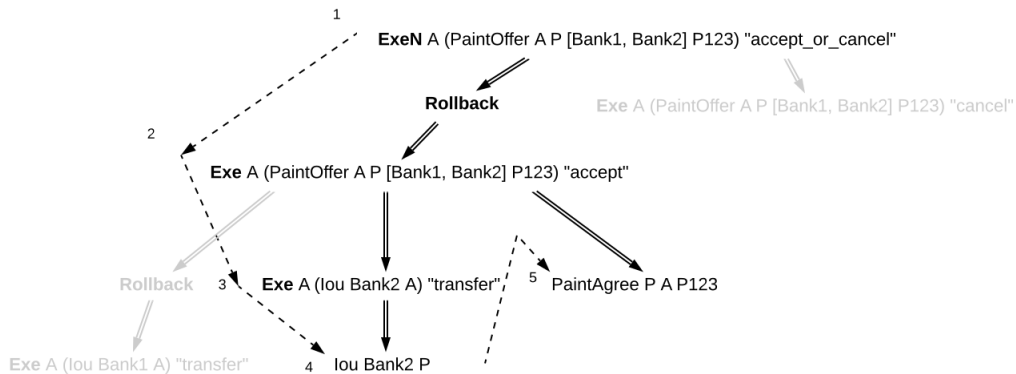 1
ExeN A (PaintOffer A P [Bank1, Bank2] P123) "accept_or_cancel"
Rollback
Exe A (PaintOffer A P [Bank1, Bank2] P123) "cancel"
2
Exe A (PaintOffer A P [Bank1, Bank2] P123) "accept"
Rollback
3
Exe A (Iou Bank2 A) "transfer"
5
PaintAgree P A P123
Exe A (Iou Bank1 A) "transfer"
4
Iou Bank2 P